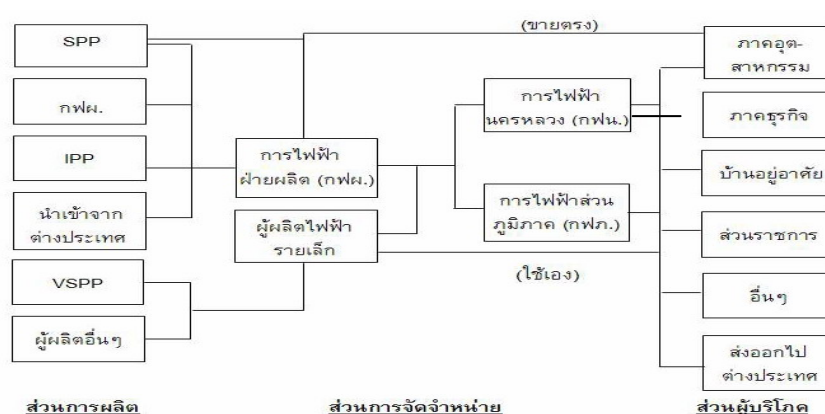 SPP
กฟผ.
IPP
นำเข้าจาก
ต่างประเทศ
VSPP
ผู้ผลิตอื่นๆ
ส่วนการผลิต
(ขายตรง)
การไฟฟ้า
ฝ่ายผลิต (กฟผ.)
ผู้ผลิตไฟฟ้า
รายเล็ก
การไฟฟ้า
นครหลวง (กฟน.)
การไฟฟ้าส่วน
ภูมิภาค (กฟภ.)
(ใช้เอง)
ส่วนการจัดจำหน่าย
ภาคอุต-
สาหกรรม
ภาคธุรกิจ
บ้านอยู่อาศัย
ส่วนราชการ
อื่นๆ
ส่งออกไป
ต่างประเทศ
ส่วนผู้บริโภค